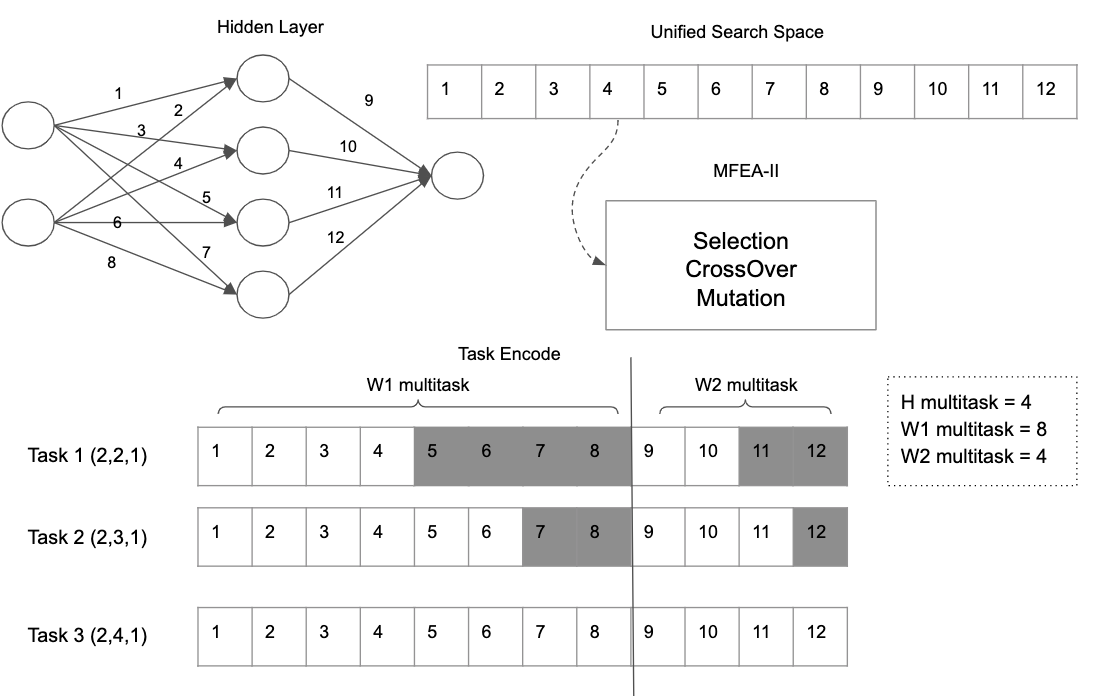 Hidden Layer
Unified Search Space
1
2
3
4
5
6
7
8
9
10
11
12
1 2 3 4 5 6 7 8 9 10 11 12
MFEA-II
Selection
CrossOver
Mutation
Task Encode
W1 multitask
W2 multitask
H multitask = 4
W1 multitask = 8
W2 multitask = 4
Task 1 (2,2,1) 1 2 3 4 5 6 7 8 9 10 11 12
Task 2 (2,3,1) 1 2 3 4 5 6 7 8 9 10 11 12
Task 3 (2,4,1) 1 2 3 4 5 6 7 8 9 10 11 12